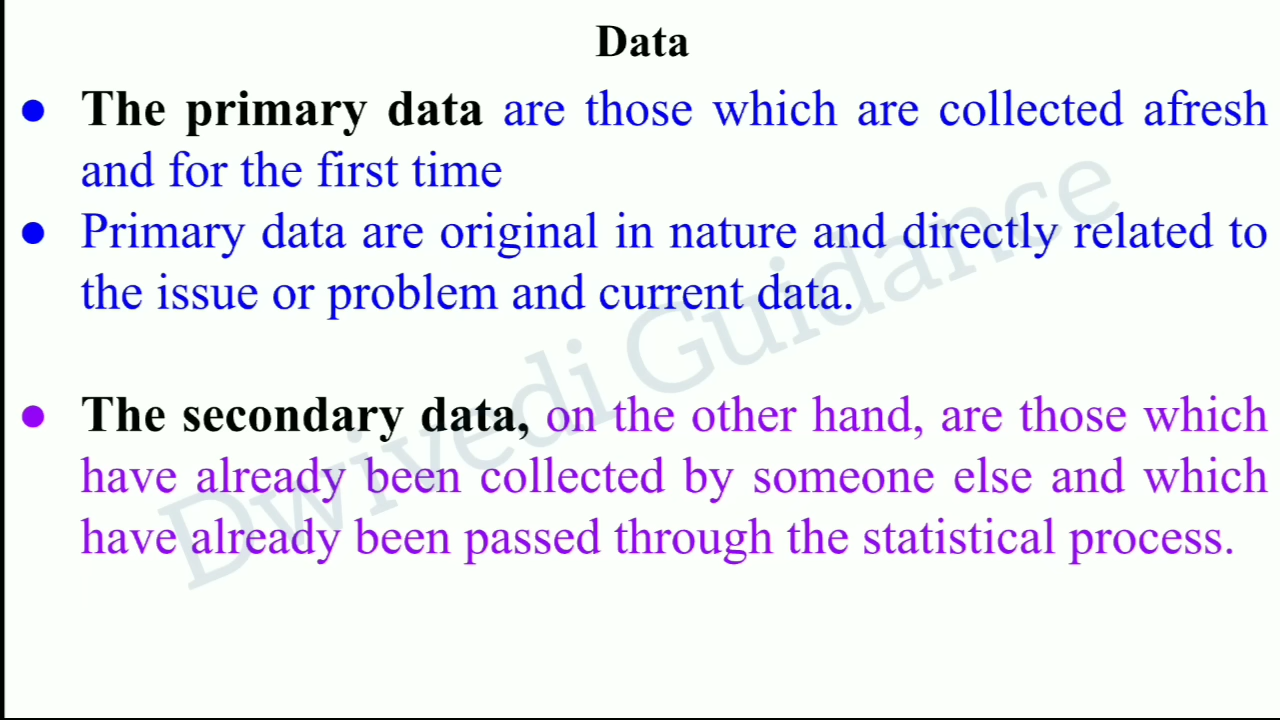 Data
● The primary data are those which are collected afresh
and for the first time
● Primary data are original in nature and directly related to
the issue or problem and current data.
● The secondary data, on the other hand, are those which
have already been collected by someone else and which
have already been passed through the statistical process.
Dwivedi Guidance